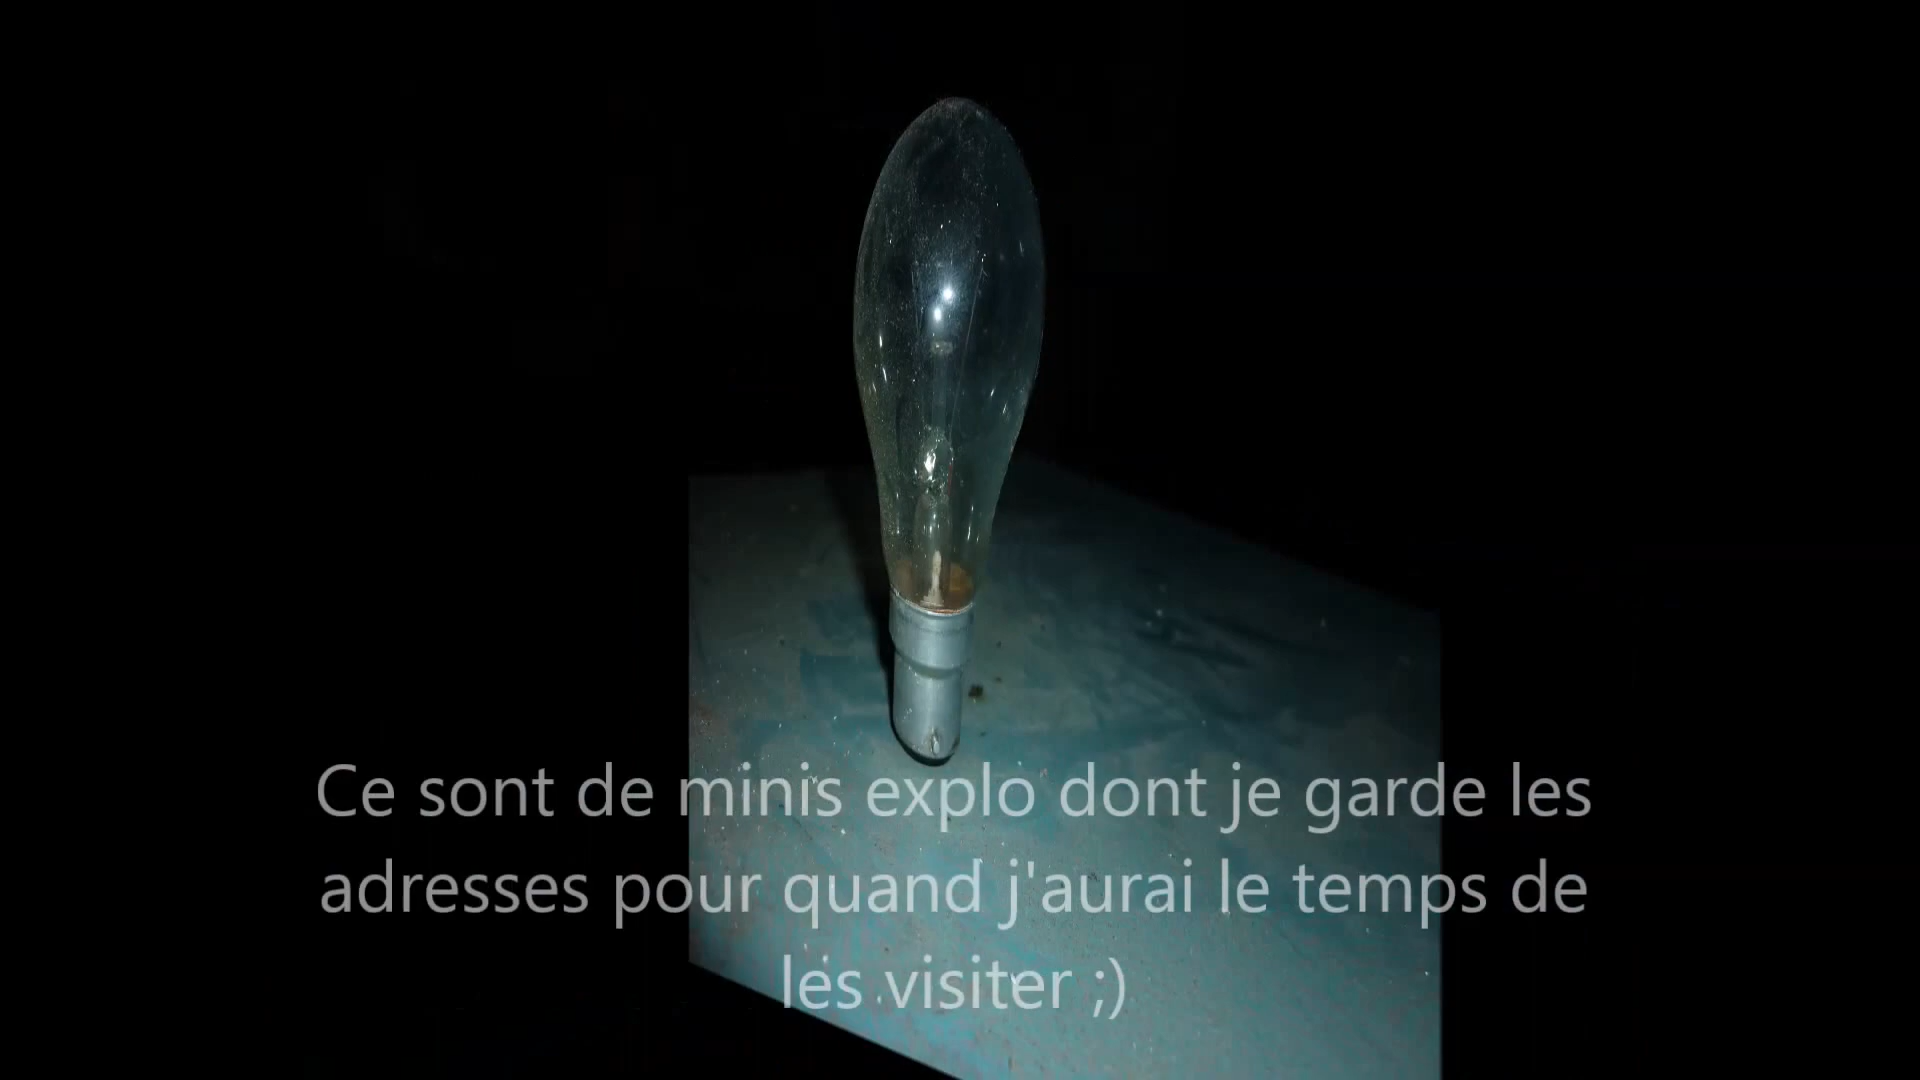 Ce sont de minis explo dont je garde les
adresses pour quand j'aurai le temps de
les visiter ;)